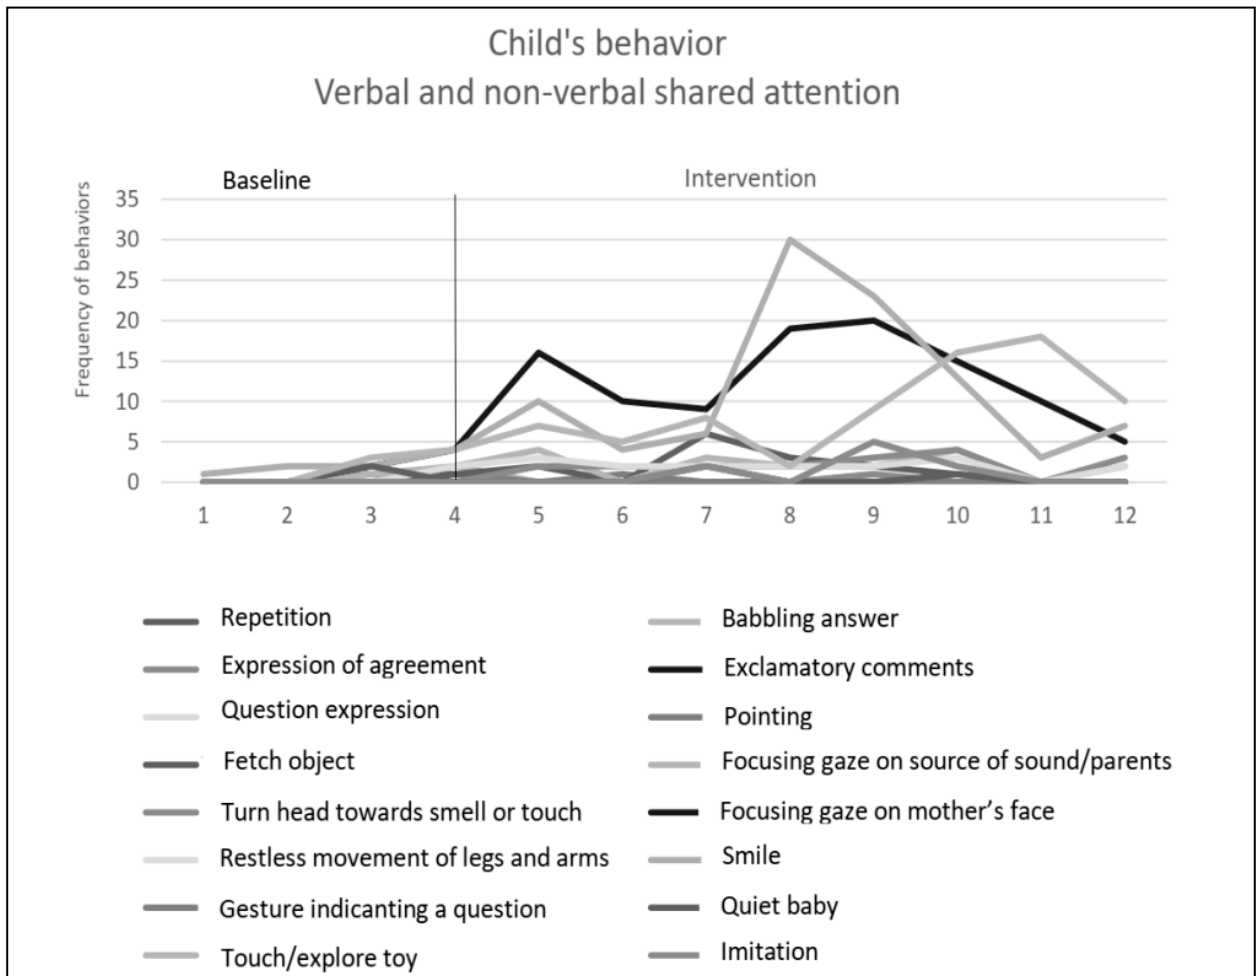 Child's behavior
Verbal and non-verbal shared attention
Baseline
Intervention
Frequency of behaviors
35
30
25
20
15
10
5
0
1 2 3 4 5 6 7 8 9 10 11 12
Repetition
Expression of agreement
Question expression
Fetch object
Turn head towards smell or touch
Restless movement of legs and arms
Gesture indicanting a question
Touch/explore toy
Babbling answer
Exclamatory comments
Pointing
Focusing gaze on source of sound/parents
Focusing gaze on mother’s face
Smile
Quiet baby
Imitation